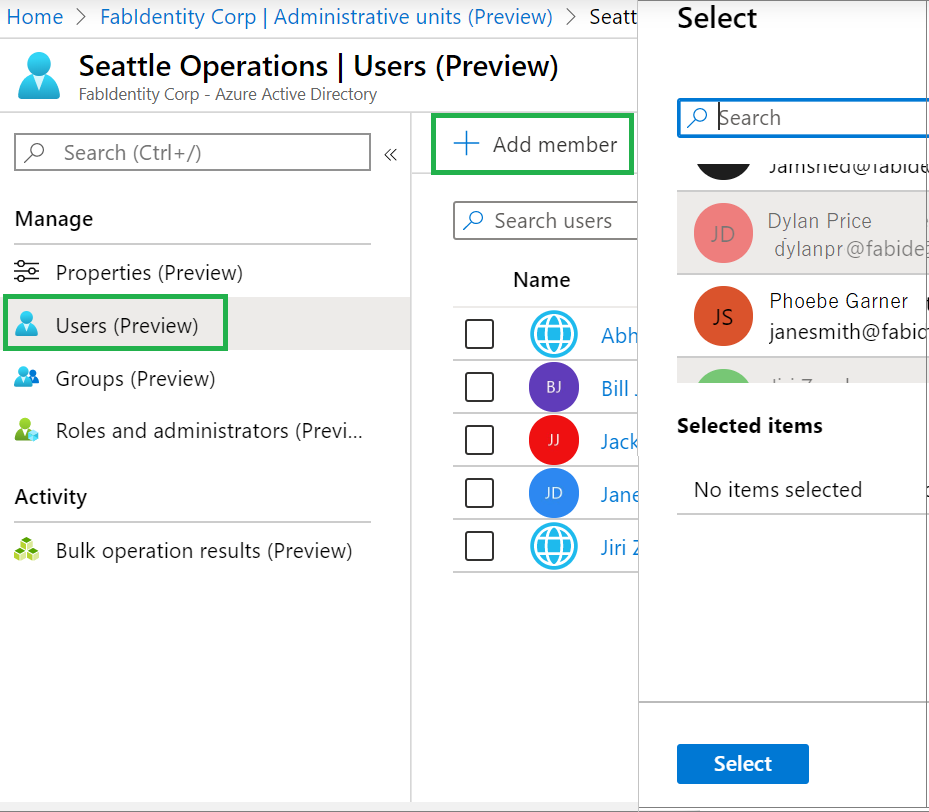 Home > FabIdentity Corp | Administrative units (Preview) > Seatt
Seattle Operations | Users (Preview)
FabIdentity Corp - Azure Active Directory
Search (Ctrl+/)
«
Manage
Properties (Preview)
Users (Preview)
Groups (Preview)
Roles and administrators (Previ...
Activity
Bulk operation results (Preview)
+ Add member
Search users
Name
Abh
BJ Bill
JJ Jack
JD Jane
Jiri Z
Select
Search
Jamshed@fabide
JD Dylan Price
dylanpr@fabide
JS Phoebe Garner
janesmith@fabid
Selected items
No items selected
Select